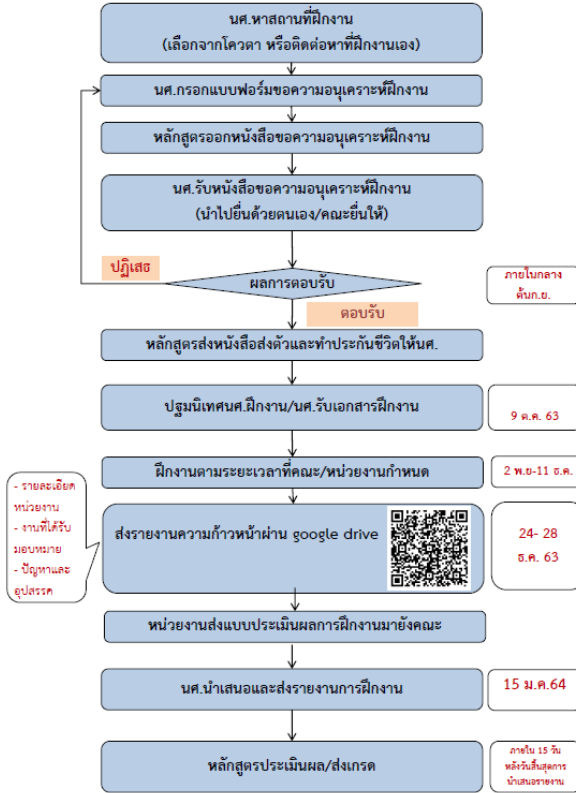 นศ.หาสถานที่ฝึกงาน
(เลือกจากโควตา หรือติดต่อหาที่ฝึกงานเอง)
นศ.กรอกแบบฟอร์มขอความอนุเคราะห์ฝึกงาน
หลักสูตรออกหนังสือขอความอนุเคราะห์ฝึกงาน
นศ.รับหนังสือขอความอนุเคราะห์ฝึกงาน
(นำไปยื่นด้วยตนเอง/คณะยื่นให้)
ปฏิเสธ
ผลการตอบรับ
ภายในกลาง
ต้นก.ย.
ตอบรับ
หลักสูตรส่งหนังสือส่งตัวและทำประกันชีวิตให้นศ.
ปฐมนิเทศนศ.ฝึกงาน/นศ.รับเอกสารฝึกงาน
9 ต.ค. 63
ฝึกงานตามระยะเวลาที่คณะ/หน่วยงานกำหนด
2 พ.ย-11 ธ.ค.
- รายละเอียด
หน่วยงาน
- งานที่ได้รับ
มอบหมาย
- ปัญหาและ
อุปสรรค
ส่งรายงานความก้าวหน้าผ่าน google drive
24- 28
ธ.ค. 63
หน่วยงานส่งแบบประเมินผลการฝึกงานมายังคณะ
นศ.นำเสนอและส่งรายงานการฝึกงาน
15 ม.ค.64
หลักสูตรประเมินผล/ส่งเกรด
ภายใน 15 วัน
หลังวันสิ้นสุดการ
นำเสนอรายงาน